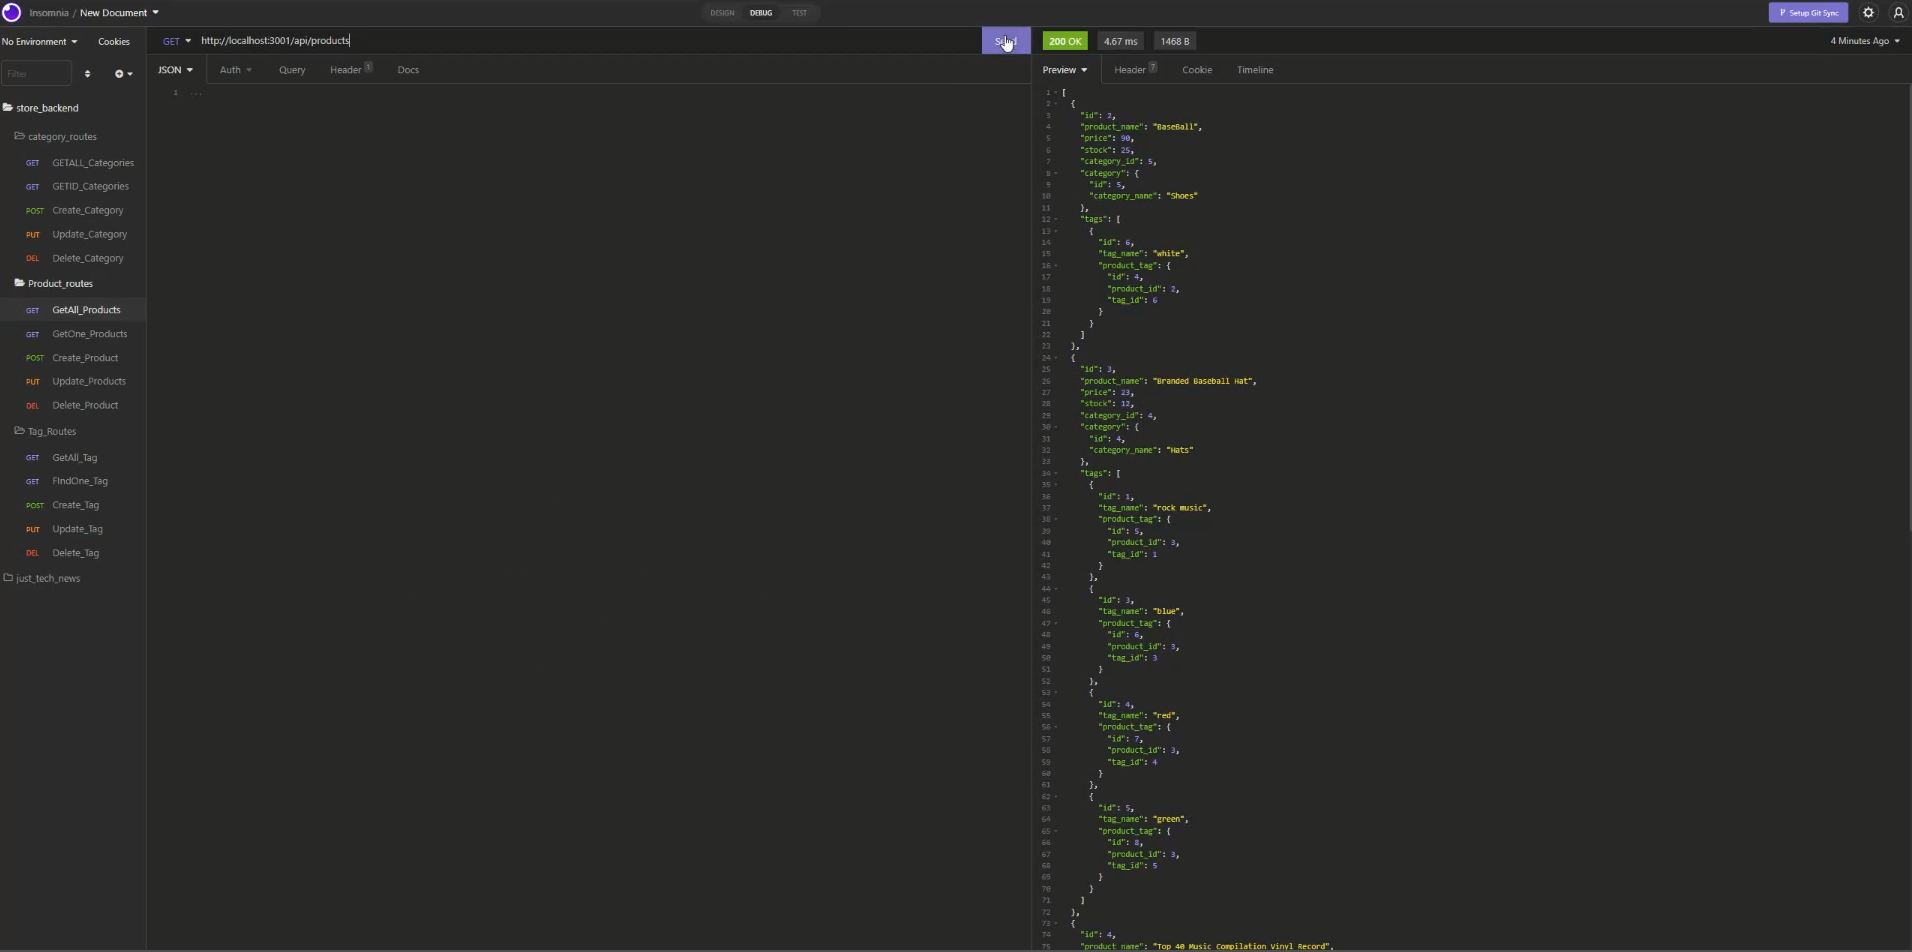 Insomnia / New Document
DESIGN DEBUG TEST
Setup Git Sync
No Environment Cookies
GET http://localhost:3001/api/products
200 OK 4.67 ms 1468 B
4 Minutes Ago
Filter
JSON Auth Query Header 1 Docs
Preview Header 7 Cookie Timeline
store_backend
category_routes
GET GETALL_Categories
GET GETID_Categories
POST Create_Category
PUT Update_Category
DEL Delete_Category
Product_routes
GET GetAll_Products
GET GetOne_Products
POST Create_Product
PUT Update_Products
DEL Delete_Product
Tag_Routes
GET GetAll_Tag
GET FIndOne_Tag
POST Create_Tag
PUT Update_Tag
DEL Delete_Tag
just_tech_news
1 ...
1 [
2 {
3 "id": 2,
4 "product_name": "BaseBall",
5 "price": 90,
6 "stock": 25,
7 "category_id": 5,
8 "category": {
9 "id": 5,
10 "category_name": "Shoes"
11 },
12 "tags": [
13 {
14 "id": 6,
15 "tag_name": "white",
16 "product_tag": {
17 "id": 4,
18 "product_id": 2,
19 "tag_id": 6
20 }
21 }
22 ]
23 },
24 {
25 "id": 3,
26 "product_name": "Branded Baseball Hat",
27 "price": 23,
28 "stock": 12,
29 "category_id": 4,
30 "category": {
31 "id": 4,
32 "category_name": "Hats"
33 },
34 "tags": [
35 {
36 "id": 1,
37 "tag_name": "rock music",
38 "product_tag": {
39 "id": 5,
40 "product_id": 3,
41 "tag_id": 1
42 }
43 },
44 {
45 "id": 3,
46 "tag_name": "blue",
47 "product_tag": {
48 "id": 6,
49 "product_id": 3,
50 "tag_id": 3
51 }
52 },
53 {
54 "id": 4,
55 "tag_name": "red",
56 "product_tag": {
57 "id": 7,
58 "product_id": 3,
59 "tag_id": 4
60 }
61 },
62 {
63 "id": 5,
64 "tag_name": "green",
65 "product_tag": {
66 "id": 8,
67 "product_id": 3,
68 "tag_id": 5
69 }
70 }
71 ]
72 },
73 {
74 "id": 4,
75 "product_name": "Top 40 Music Compilation Vinyl Record",